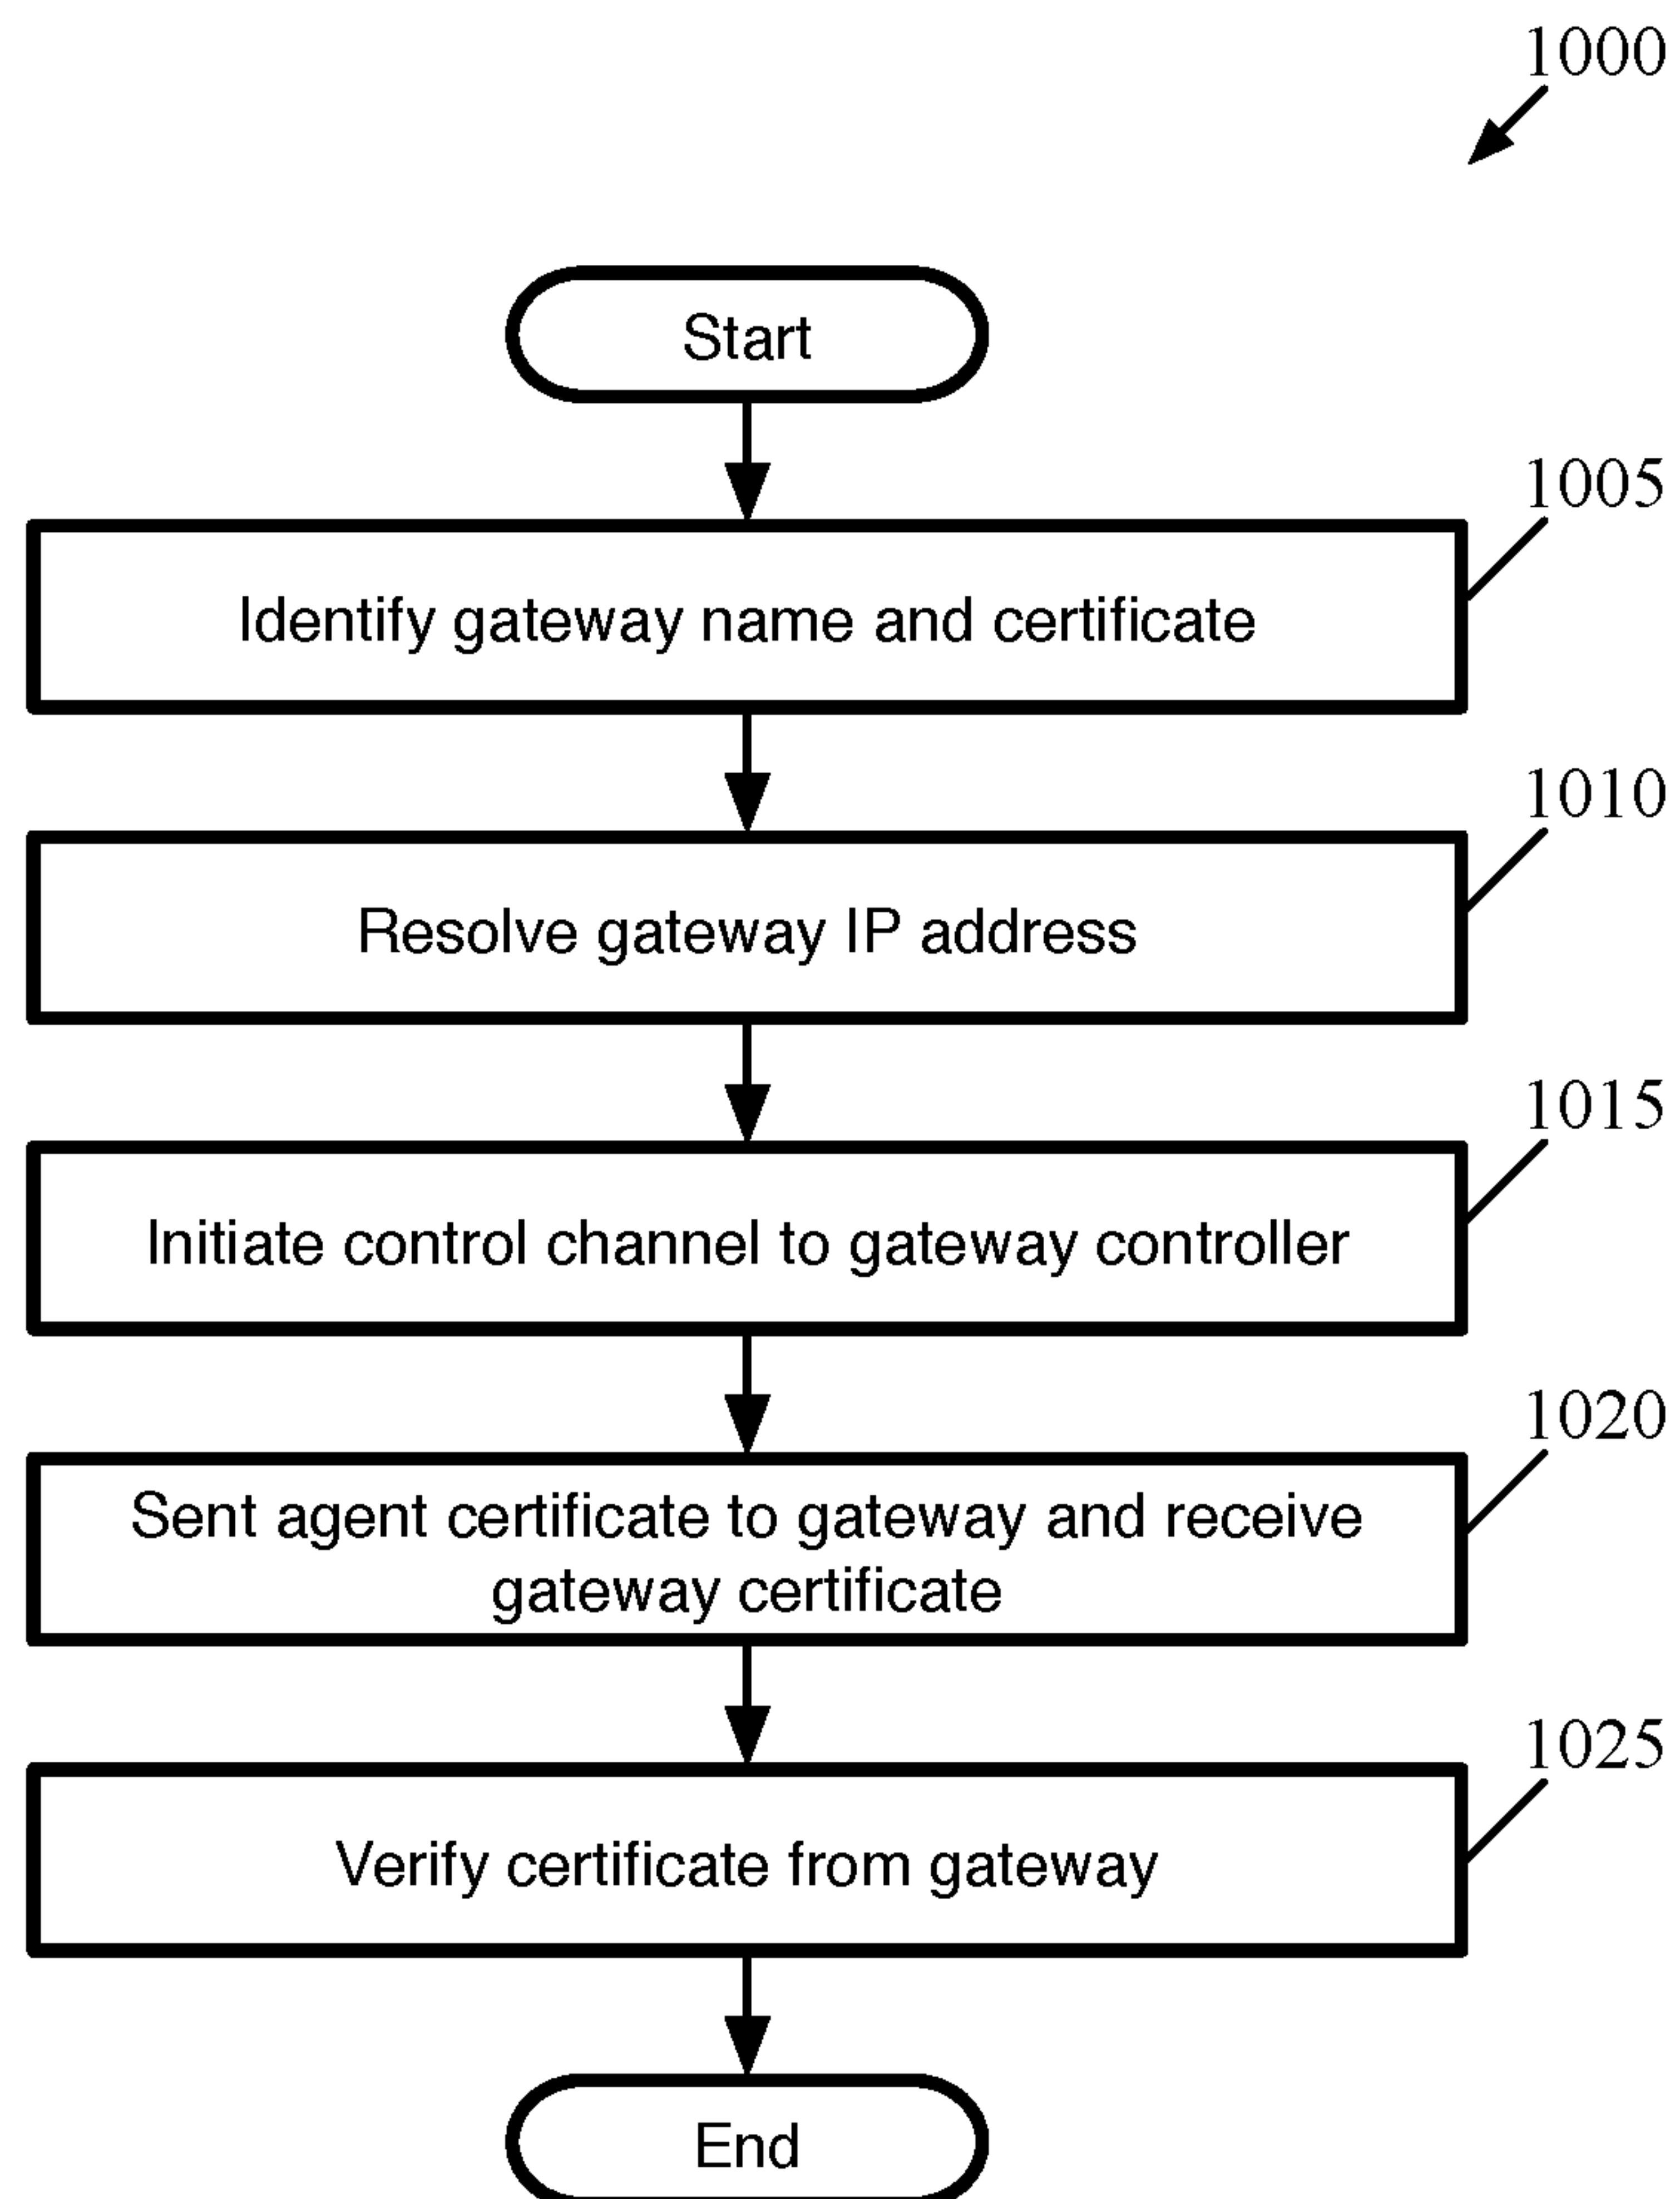 1000
Start
1005
Identify gateway name and certificate
1010
Resolve gateway IP address
1015
Initiate control channel to gateway controller
1020
Sent agent certificate to gateway and receive
gateway certificate
1025
Verify certificate from gateway
End